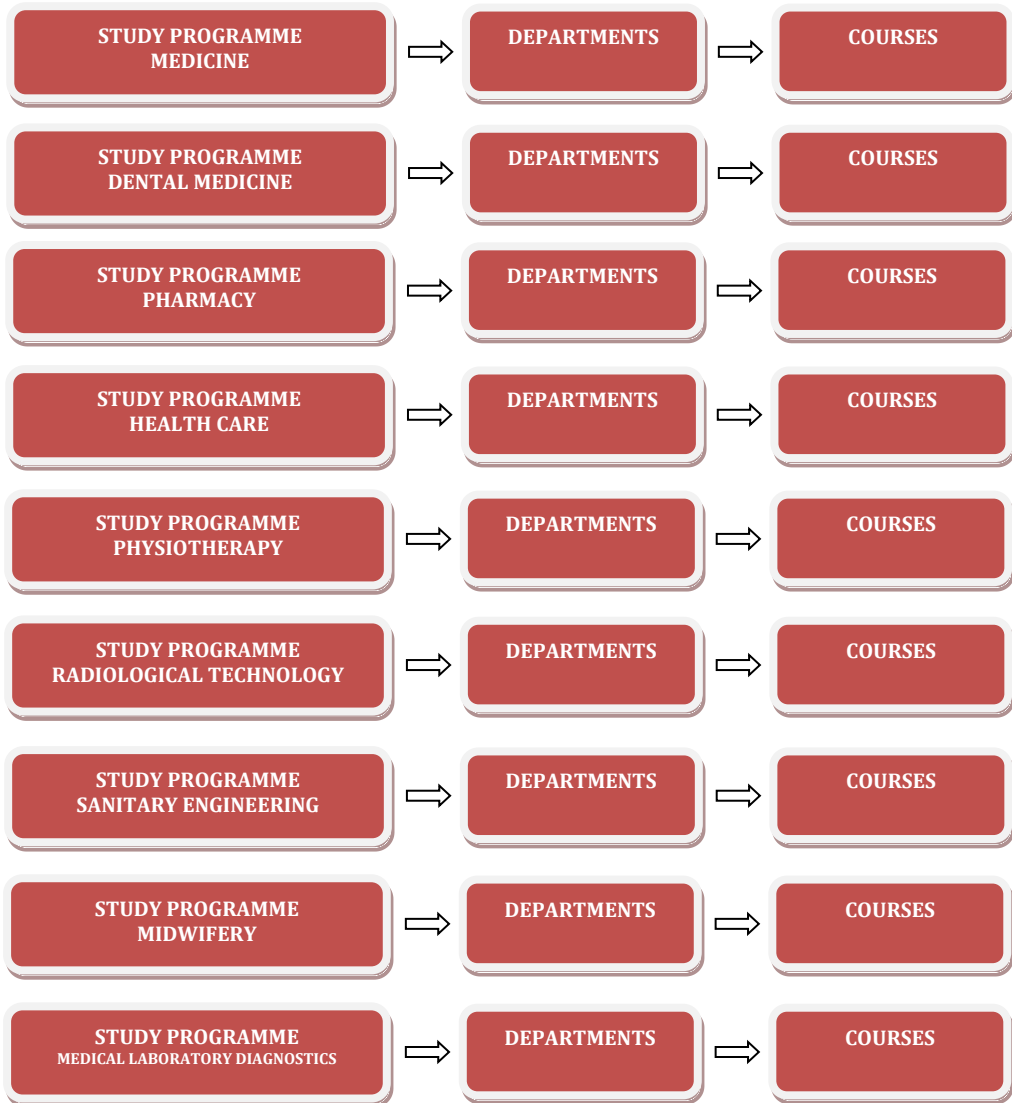 STUDY PROGRAMME
MEDICINE
DEPARTMENTS
COURSES
STUDY PROGRAMME
DENTAL MEDICINE
DEPARTMENTS
COURSES
STUDY PROGRAMME
PHARMACY
DEPARTMENTS
COURSES
STUDY PROGRAMME
HEALTH CARE
DEPARTMENTS
COURSES
STUDY PROGRAMME
PHYSIOTHERAPY
DEPARTMENTS
COURSES
STUDY PROGRAMME
RADIOLOGICAL TECHNOLOGY
DEPARTMENTS
COURSES
STUDY PROGRAMME
SANITARY ENGINEERING
DEPARTMENTS
COURSES
STUDY PROGRAMME
MIDWIFERY
DEPARTMENTS
COURSES
STUDY PROGRAMME
MEDICAL LABORATORY DIAGNOSTICS
DEPARTMENTS
COURSES